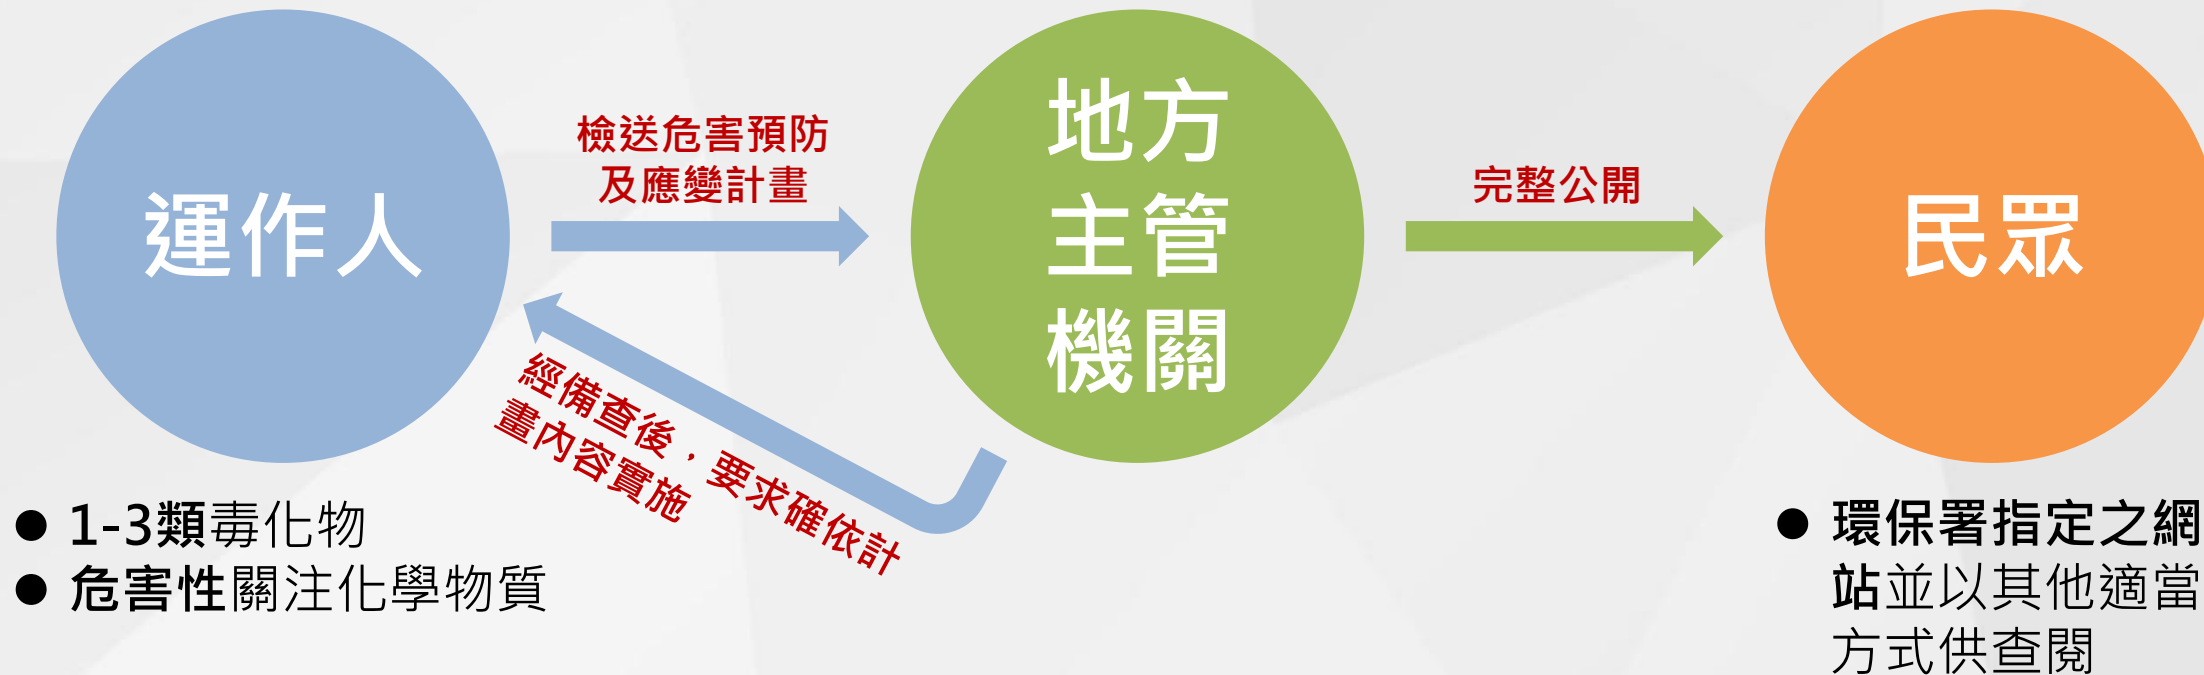 運作人
檢送危害預防
及應變計畫
地方
主管
機關
完整公開
民眾
經備查後，要求確依計
畫內容實施
● 1-3類毒化物
● 危害性關注化學物質
● 環保署指定之網
站並以其他適當
方式供查閱